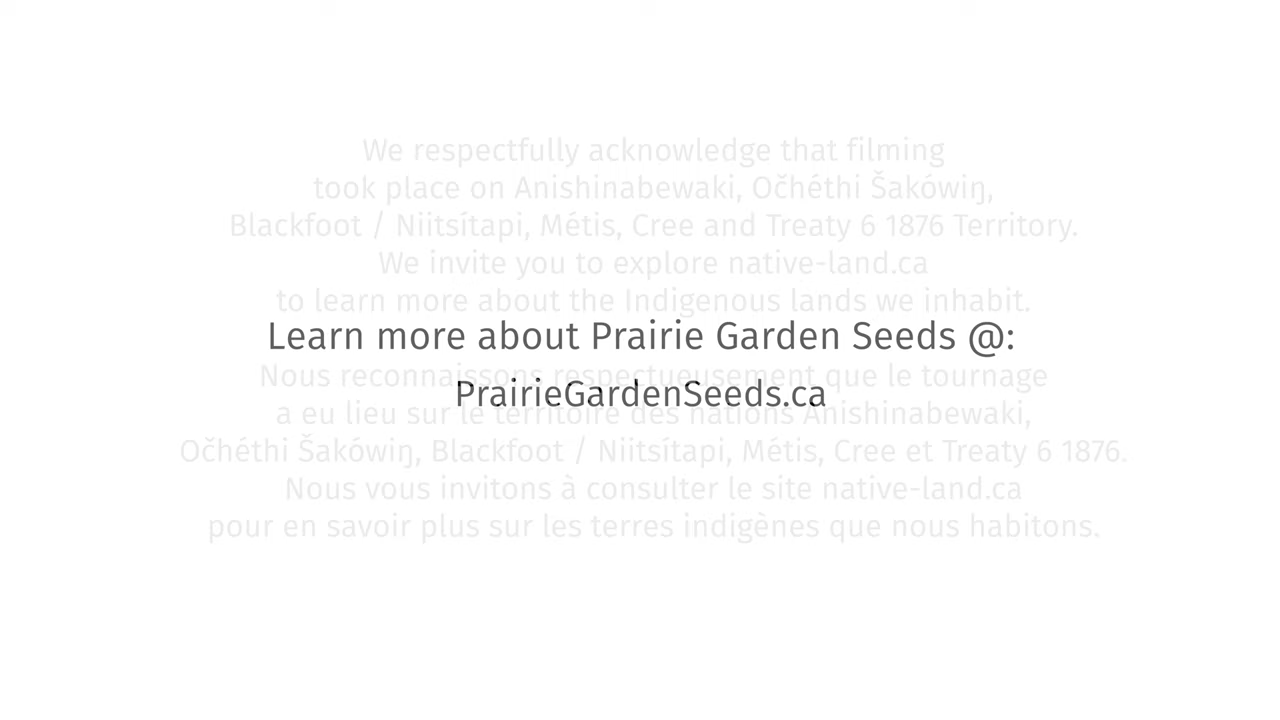 We respectfully acknowledge that filming
took place on Anishinabewaki, Očhéthi Šakówiŋ,
Blackfoot / Niitsítapi, Métis, Cree and Treaty 6 1876 Territory.
We invite you to explore native-land.ca
to learn more about the Indigenous lands we inhabit.
Learn more about Prairie Garden Seeds @:
Nous reconnaissons respectueusement que le tournage
PrairieGardenSeeds.ca
a eu lieu sur le territoire des nations Anishinabewaki,
Očhéthi Šakówiŋ, Blackfoot / Niitsítapi, Métis, Cree et Treaty 6 1876.
Nous vous invitons à consulter le site native-land.ca
pour en savoir plus sur les terres indigènes que nous habitons.